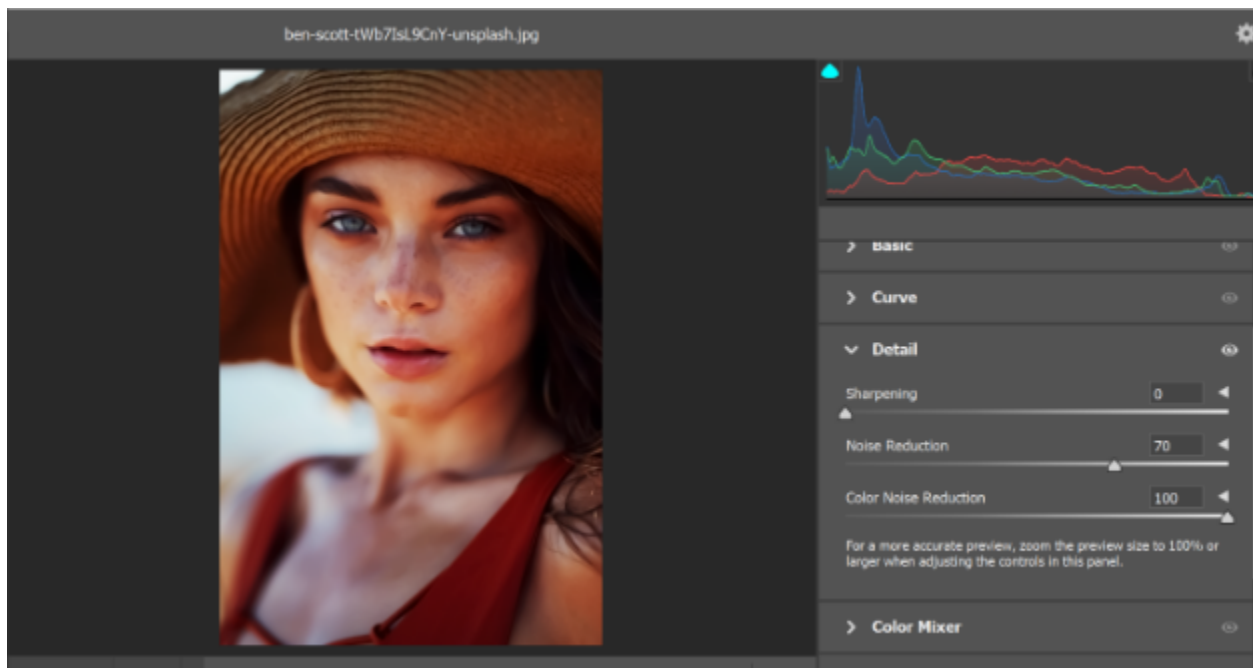 ben-scott-tWb7IsL9CnY-unsplash.jpg
Basic
Curve
Detail
Sharpening 0
Noise Reduction 70
Color Noise Reduction 100
For a more accurate preview, zoom the preview size to 100% or
larger when adjusting the controls in this panel.
Color Mixer